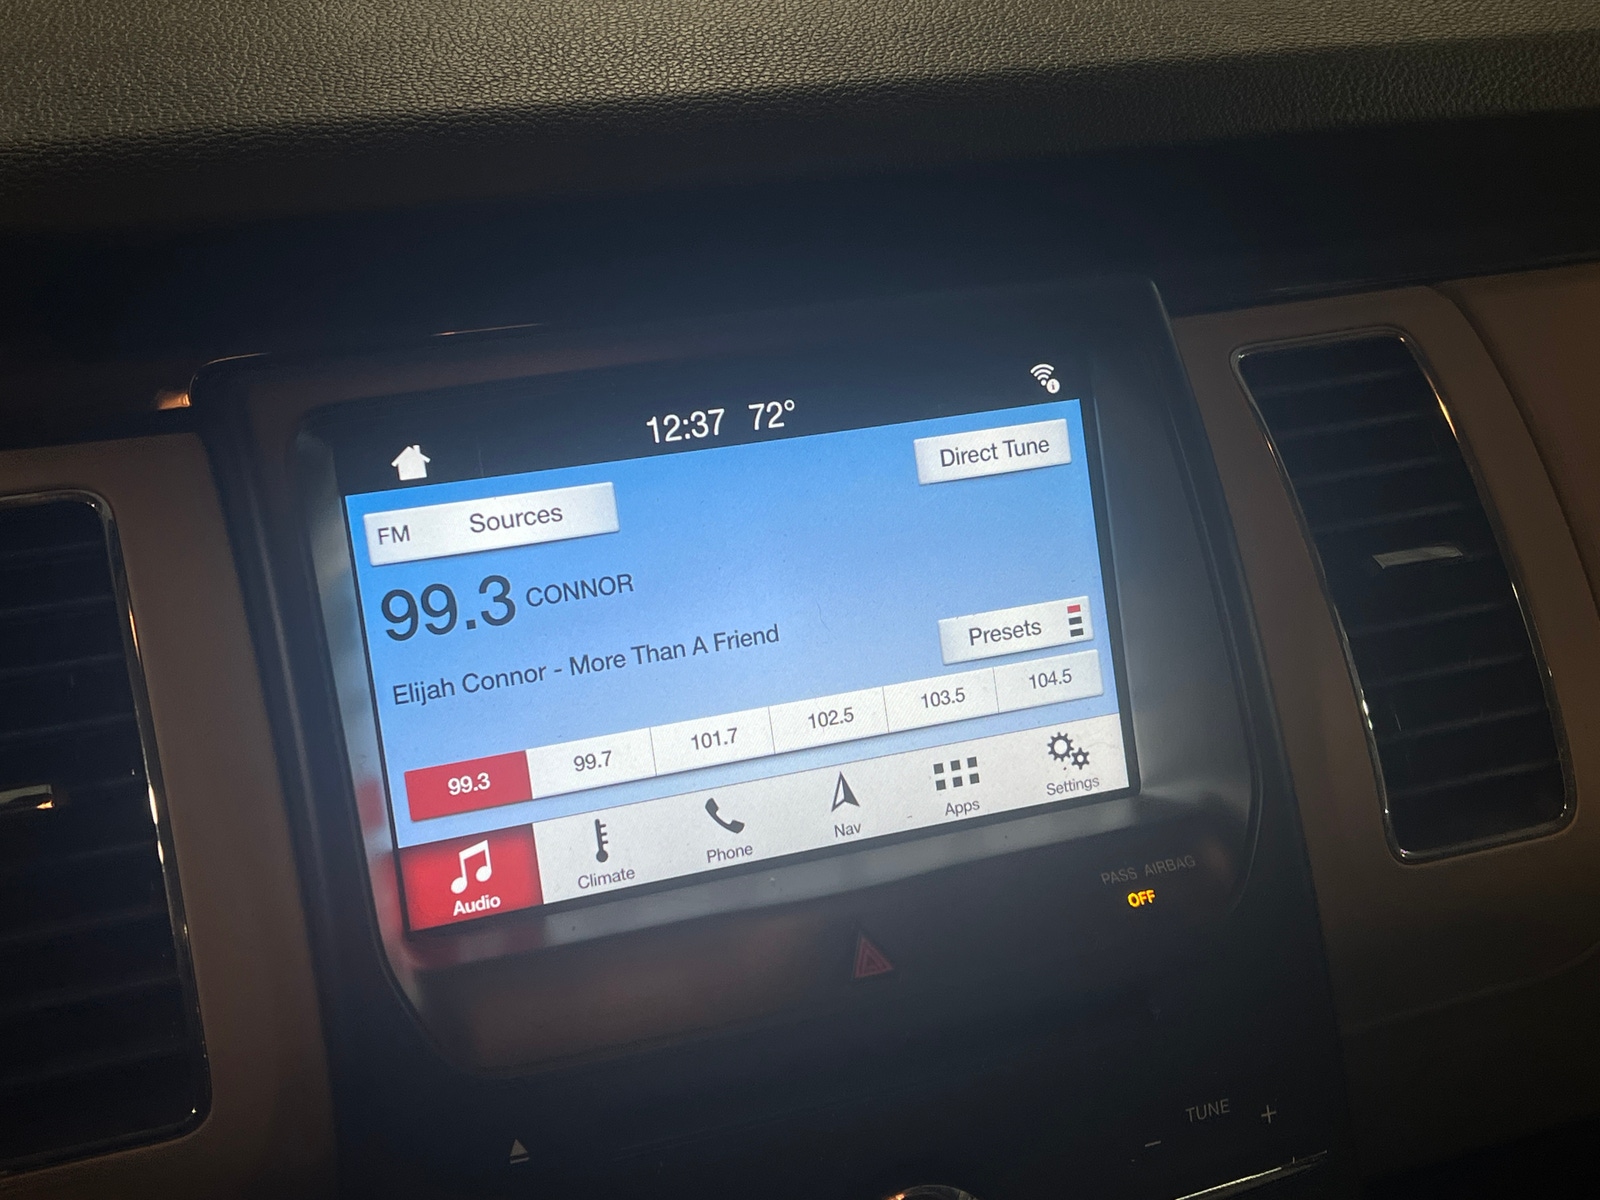 12:37 72°
Direct Tune
FM Sources
99.3 CONNOR
Elijah Connor - More Than A Friend
Presets
99.3 99.7 101.7 102.5 103.5 104.5
Audio Climate Phone Nav Apps Settings
PASS AIRBAG
OFF
TUNE
- +